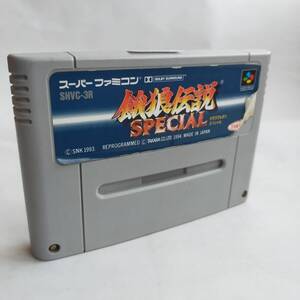 スーパーファミコン DOLBY SURROUND
SHVC-3R
餓狼伝説
SPECIAL
©SNK 1993 REPROGRAMMED © TAKARA CO.,LTD. 1994 MADE IN JAPAN